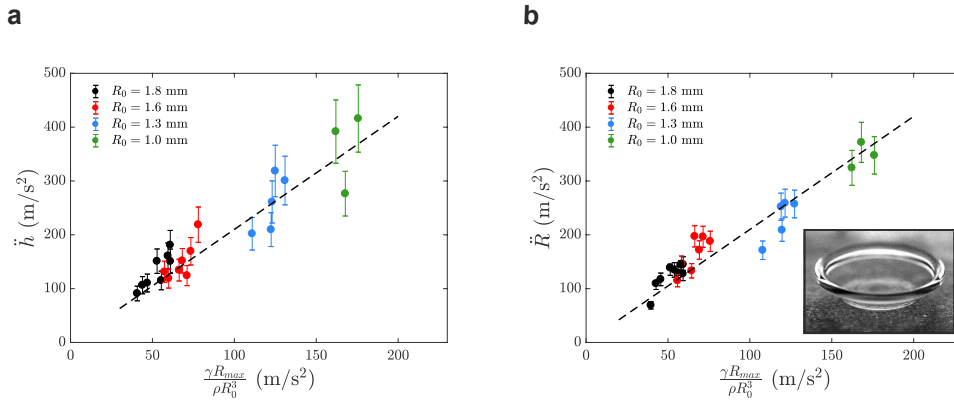 a
500
400
300
200
100
0
0 50 100 150 200
ḧ (m/s²)
γR_max/ρR₀³ (m/s²)
R₀ = 1.8 mm
R₀ = 1.6 mm
R₀ = 1.3 mm
R₀ = 1.0 mm
b
500
400
300
200
100
0
0 50 100 150 200
R̈ (m/s²)
γR_max/ρR₀³ (m/s²)
R₀ = 1.8 mm
R₀ = 1.6 mm
R₀ = 1.3 mm
R₀ = 1.0 mm